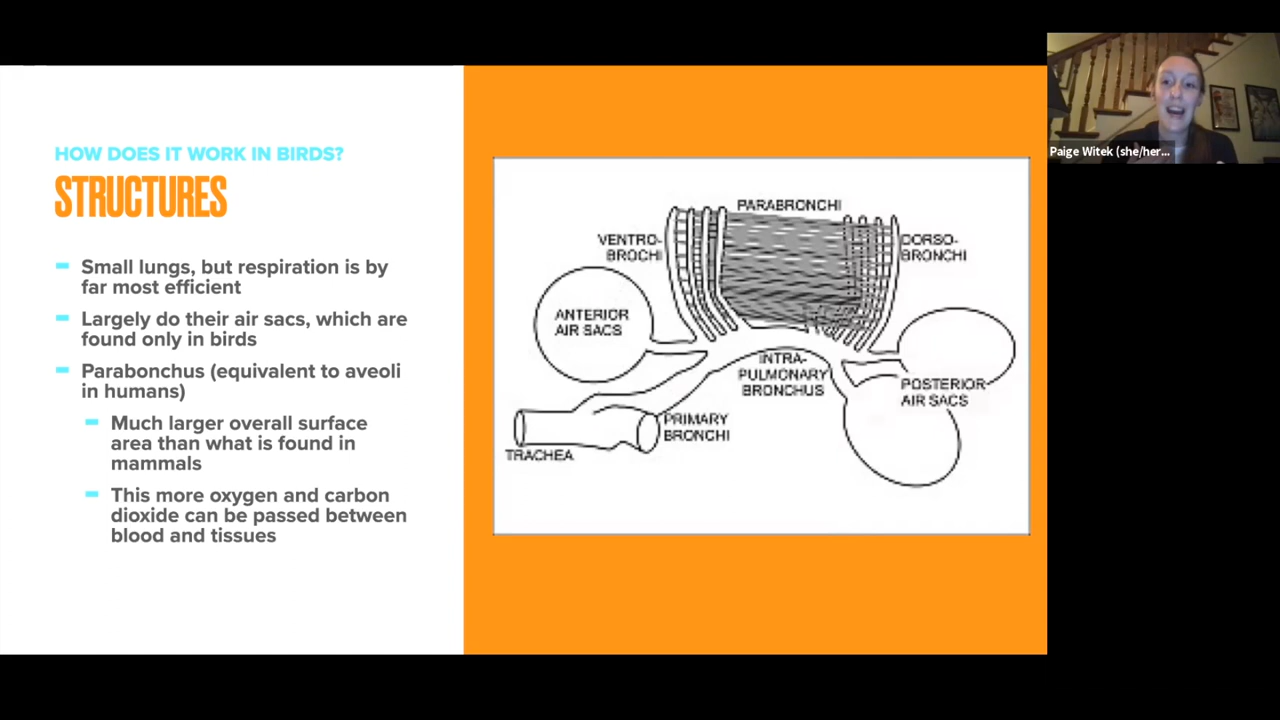 HOW DOES IT WORK IN BIRDS?
STRUCTURES
Small lungs, but respiration is by
far most efficient
Largely do their air sacs, which are
found only in birds
Parabonchus (equivalent to aveoli
in humans)
Much larger overall surface
area than what is found in
mammals
This more oxygen and carbon
dioxide can be passed between
blood and tissues
PARABRONCHI
VENTRO-
BROCHI
DORSO-
BRONCHI
ANTERIOR
AIR SACS
INTRA-
PULMONARY
BRONCHUS
POSTERIOR
AIR SACS
PRIMARY
BRONCHI
TRACHEA
Paige Witek (she/her...